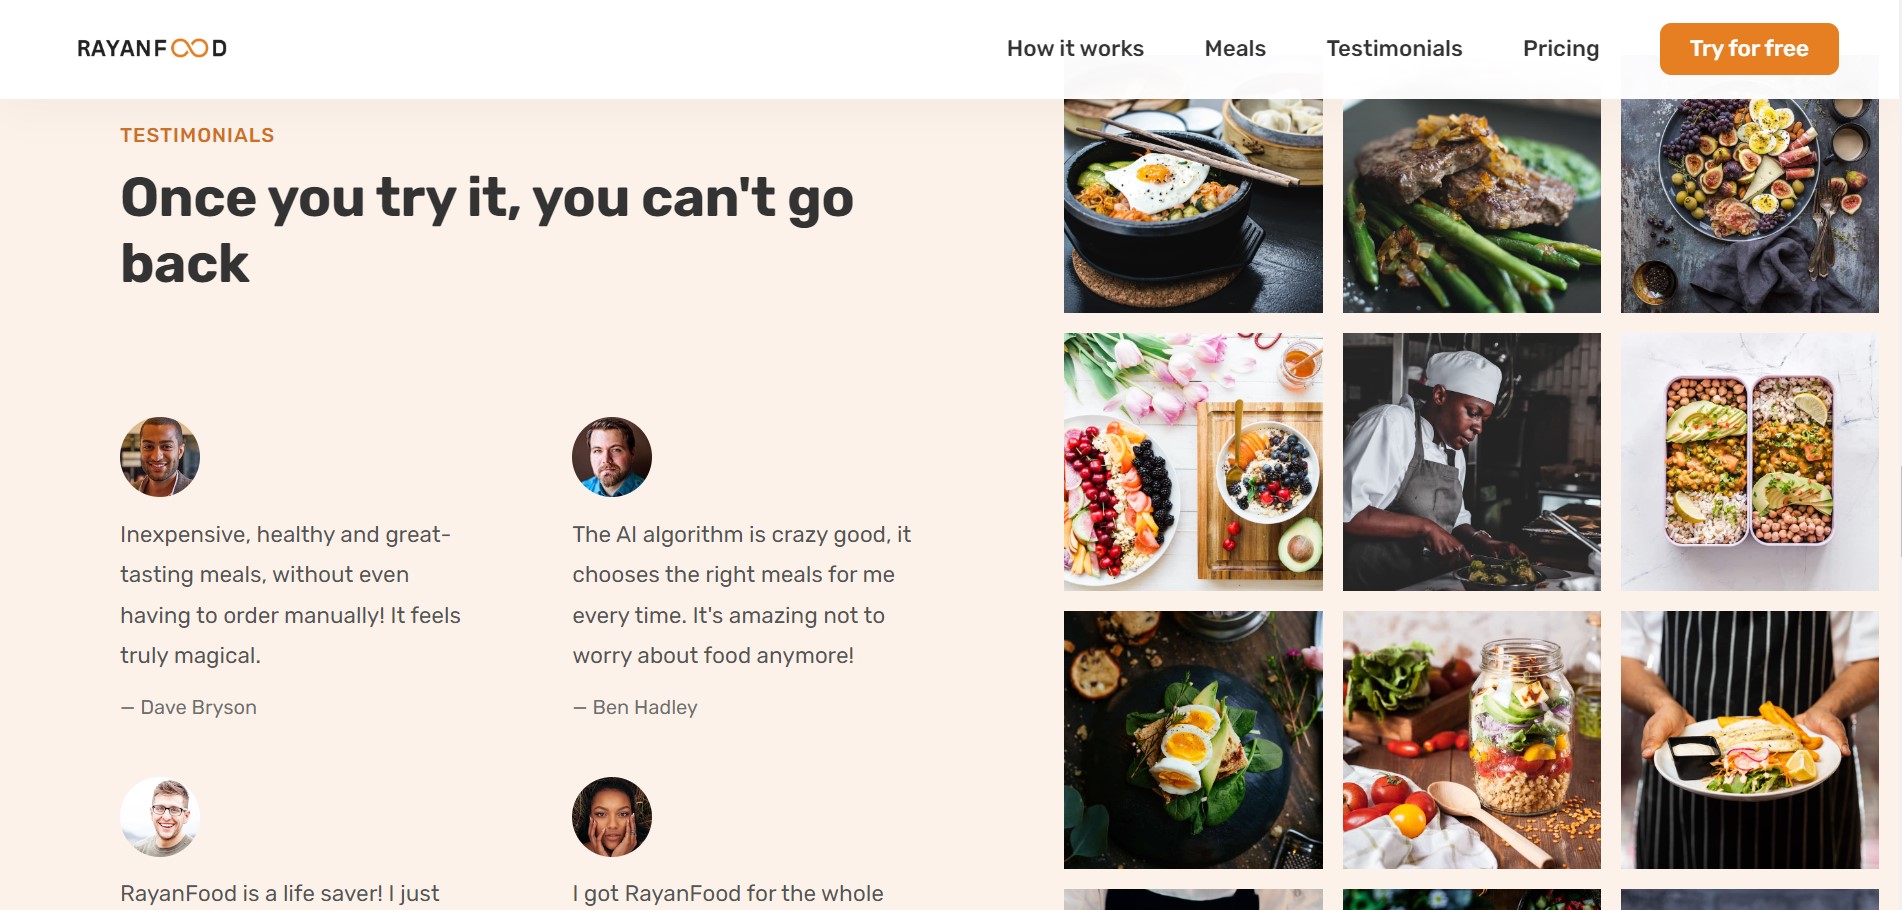 RAYANFOOD
How it works
Meals
Testimonials
Pricing
Try for free
TESTIMONIALS
Once you try it, you can't go
back
Inexpensive, healthy and great-
tasting meals, without even
having to order manually! It feels
truly magical.
— Dave Bryson
The AI algorithm is crazy good, it
chooses the right meals for me
every time. It's amazing not to
worry about food anymore!
— Ben Hadley
RayanFood is a life saver! I just
I got RayanFood for the whole